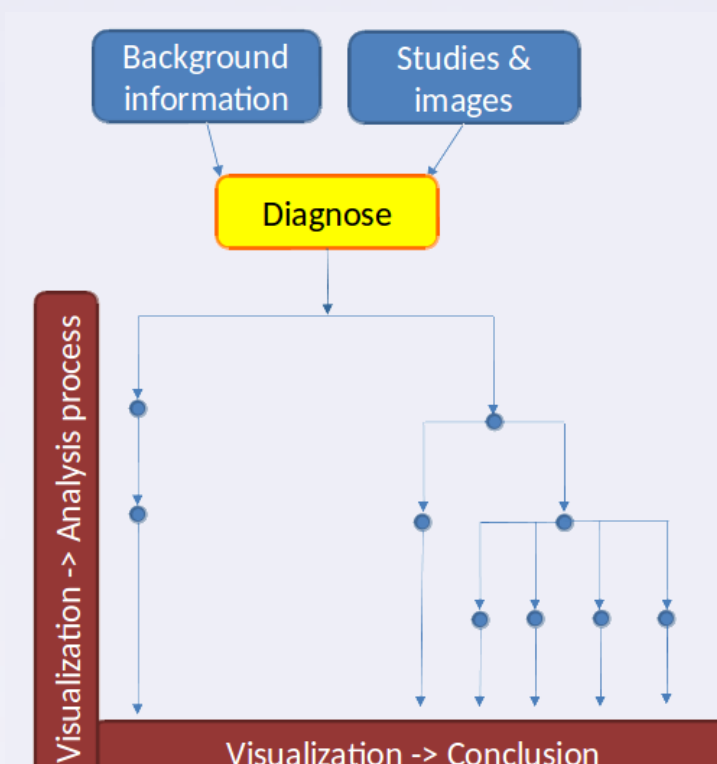 Background
information
Studies &
images
Diagnose
Visualization -> Analysis process
Visualization -> Conclusion